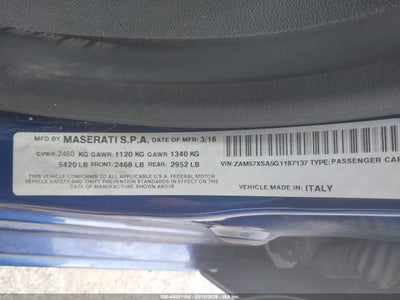 MFD BY MASERATI S.P.A. DATE OF MFR: 3/16
GVWR: 2460 KG GAWR: 1120 KG GAWR 1340 KG
5420 LB FRONT: 2468 LB REAR: 2952 LB
THIS VEHICLE CONFORMS TO ALL APPLICABLE U.S. FEDERAL MOTOR
VEHICLE SAFETY, BUMPER, AND THEFT PREVENTION STANDARDS IN
EFFECT ON THE DATE OF MANUFACTURE SHOWN ABOVE.
VIN: ZAM57XSA5G1187137 TYPE: PASSENGER CAR
MADE IN: ITALY